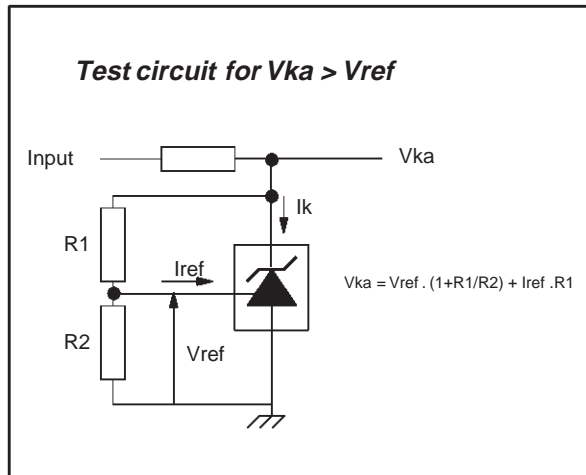 Test circuit for Vka > Vref
Input
Vka
Ik
R1
Iref
Vka = Vref . (1+R1/R2) + Iref .R1
R2
Vref